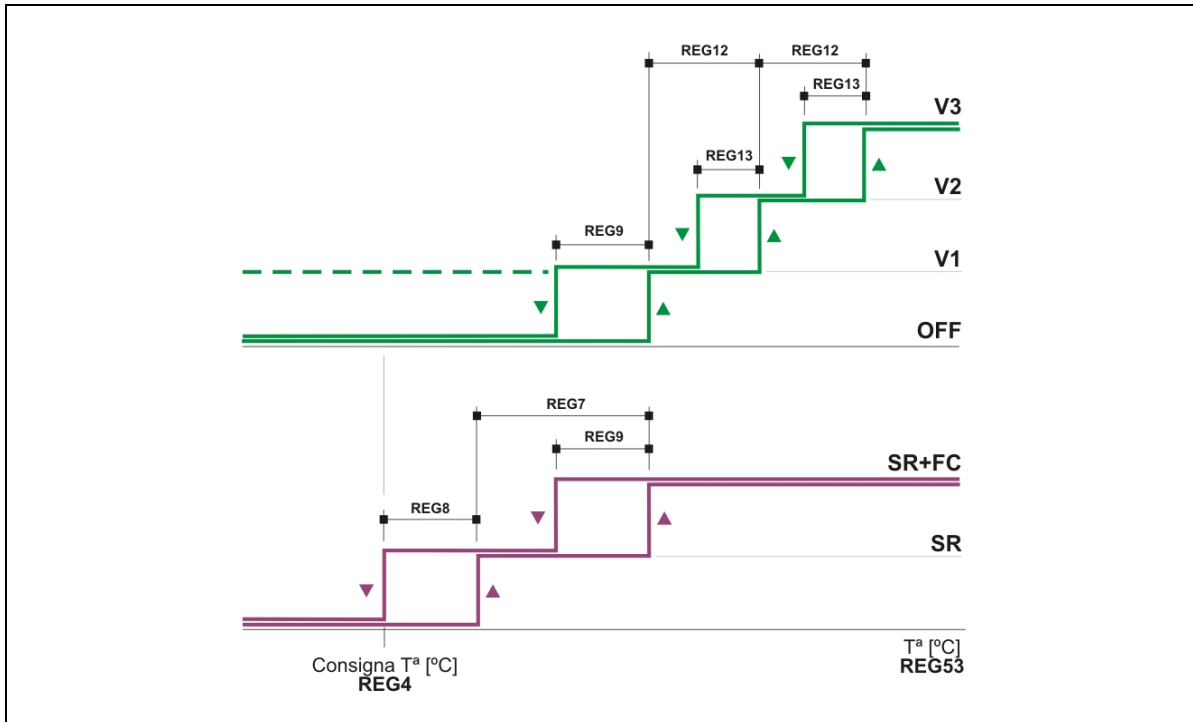 REG12
REG12
REG13
V3
REG13
V2
REG9
V1
OFF
REG7
REG9
SR+FC
REG8
SR
Consigna Tª [ºC]
REG4
Tª [ºC]
REG53